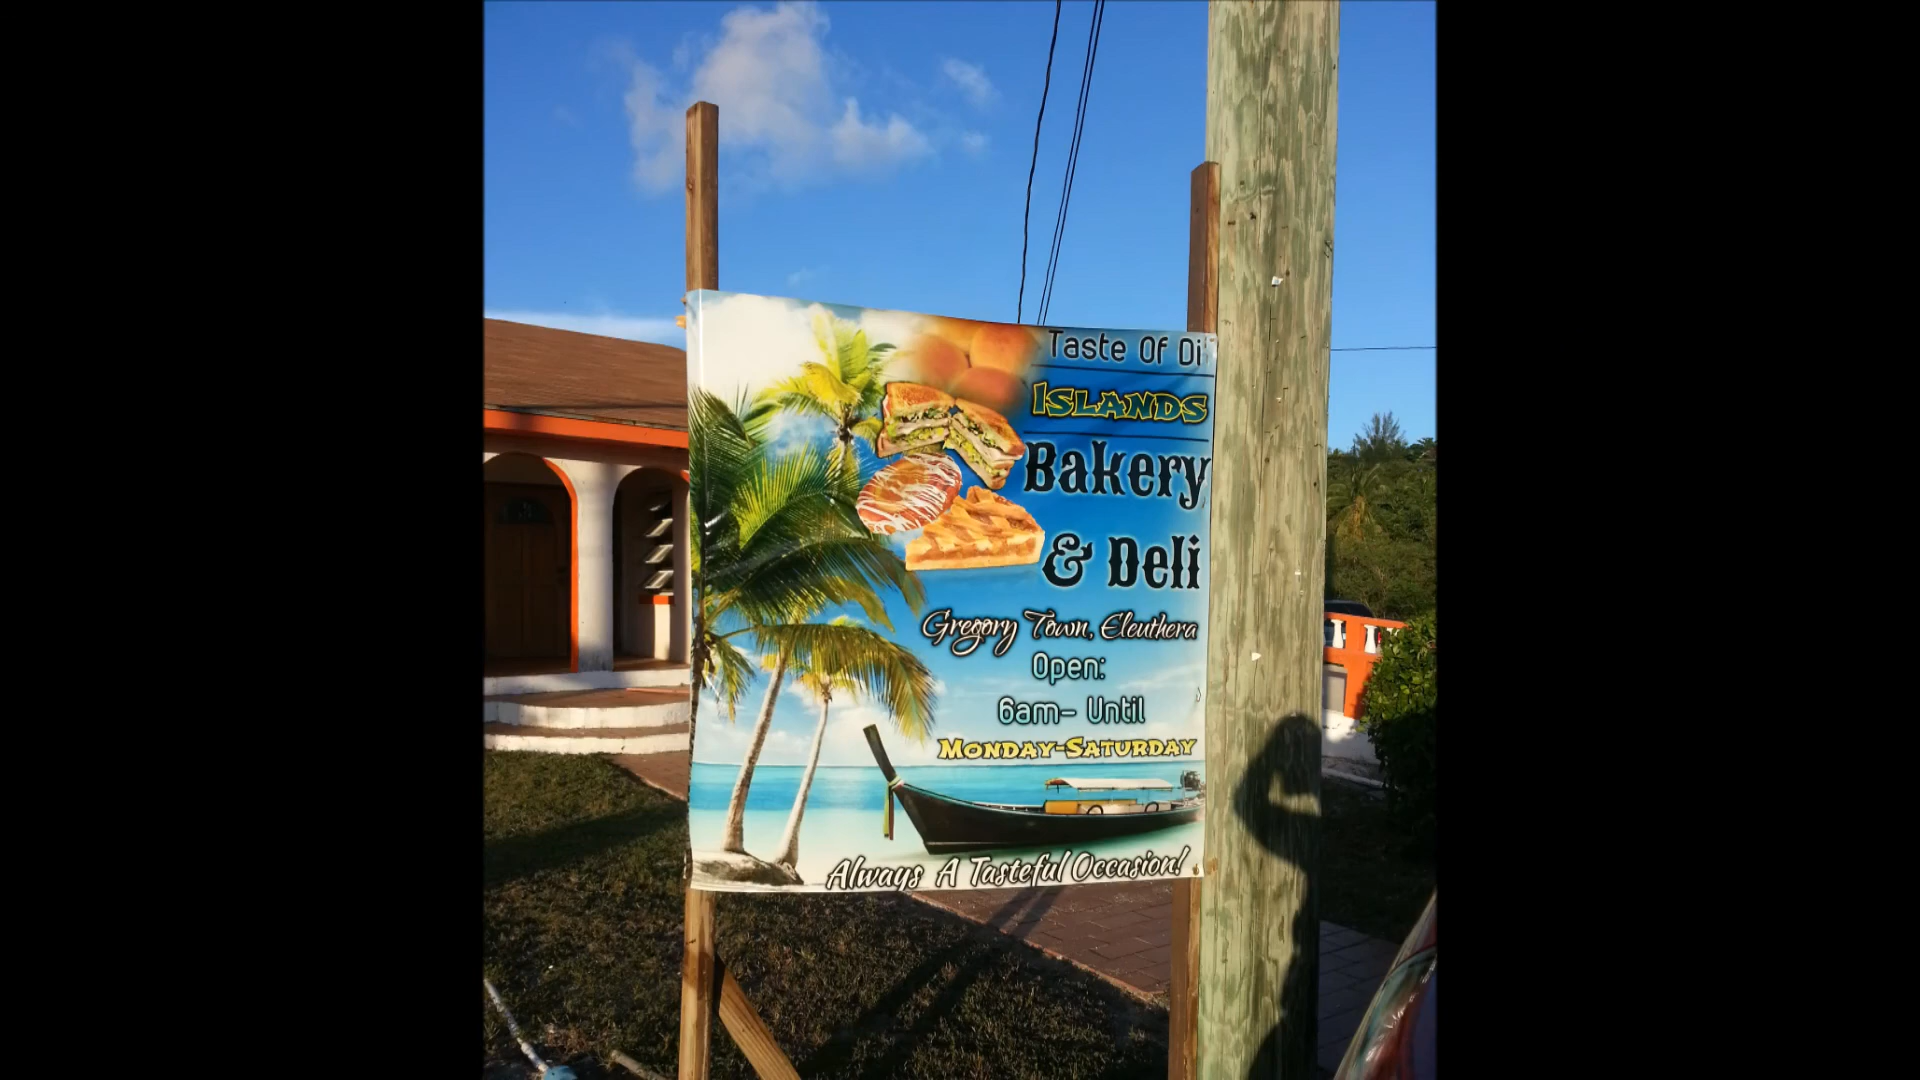 Taste Of Di
Islands
Bakery
& Deli
Gregory Town, Eleuthera
Open:
6am- Until
Monday-Saturday
Always A Tasteful Occasion!